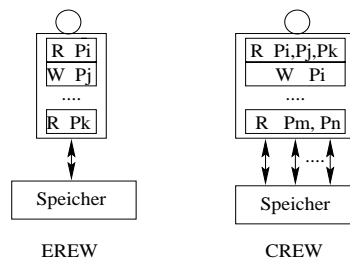 R Pi
W Pj
....
R Pk
Speicher
EREW
R Pi,Pj,Pk
W Pi
....
R Pm, Pn
....
Speicher
CREW